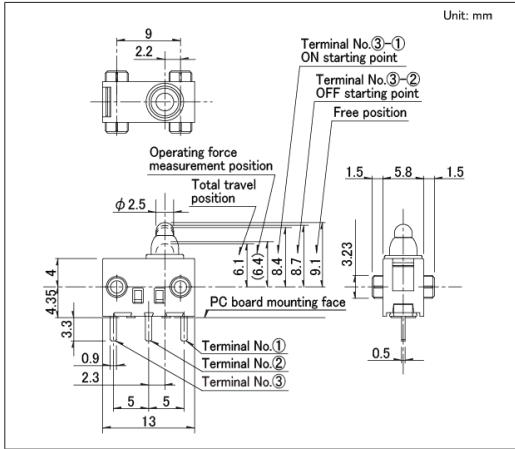 Unit: mm
9
2.2
Terminal No.③-①
ON starting point
Terminal No.③-②
OFF starting point
Free position
Operating force
measurement position
Total travel
position
φ2.5
1.5
5.8
1.5
6.1
(6.4)
8.4
8.7
9.1
3.23
4
4.35
3.3
PC board mounting face
0.9
2.3
Terminal No.①
Terminal No.②
Terminal No.③
0.5
5
5
13